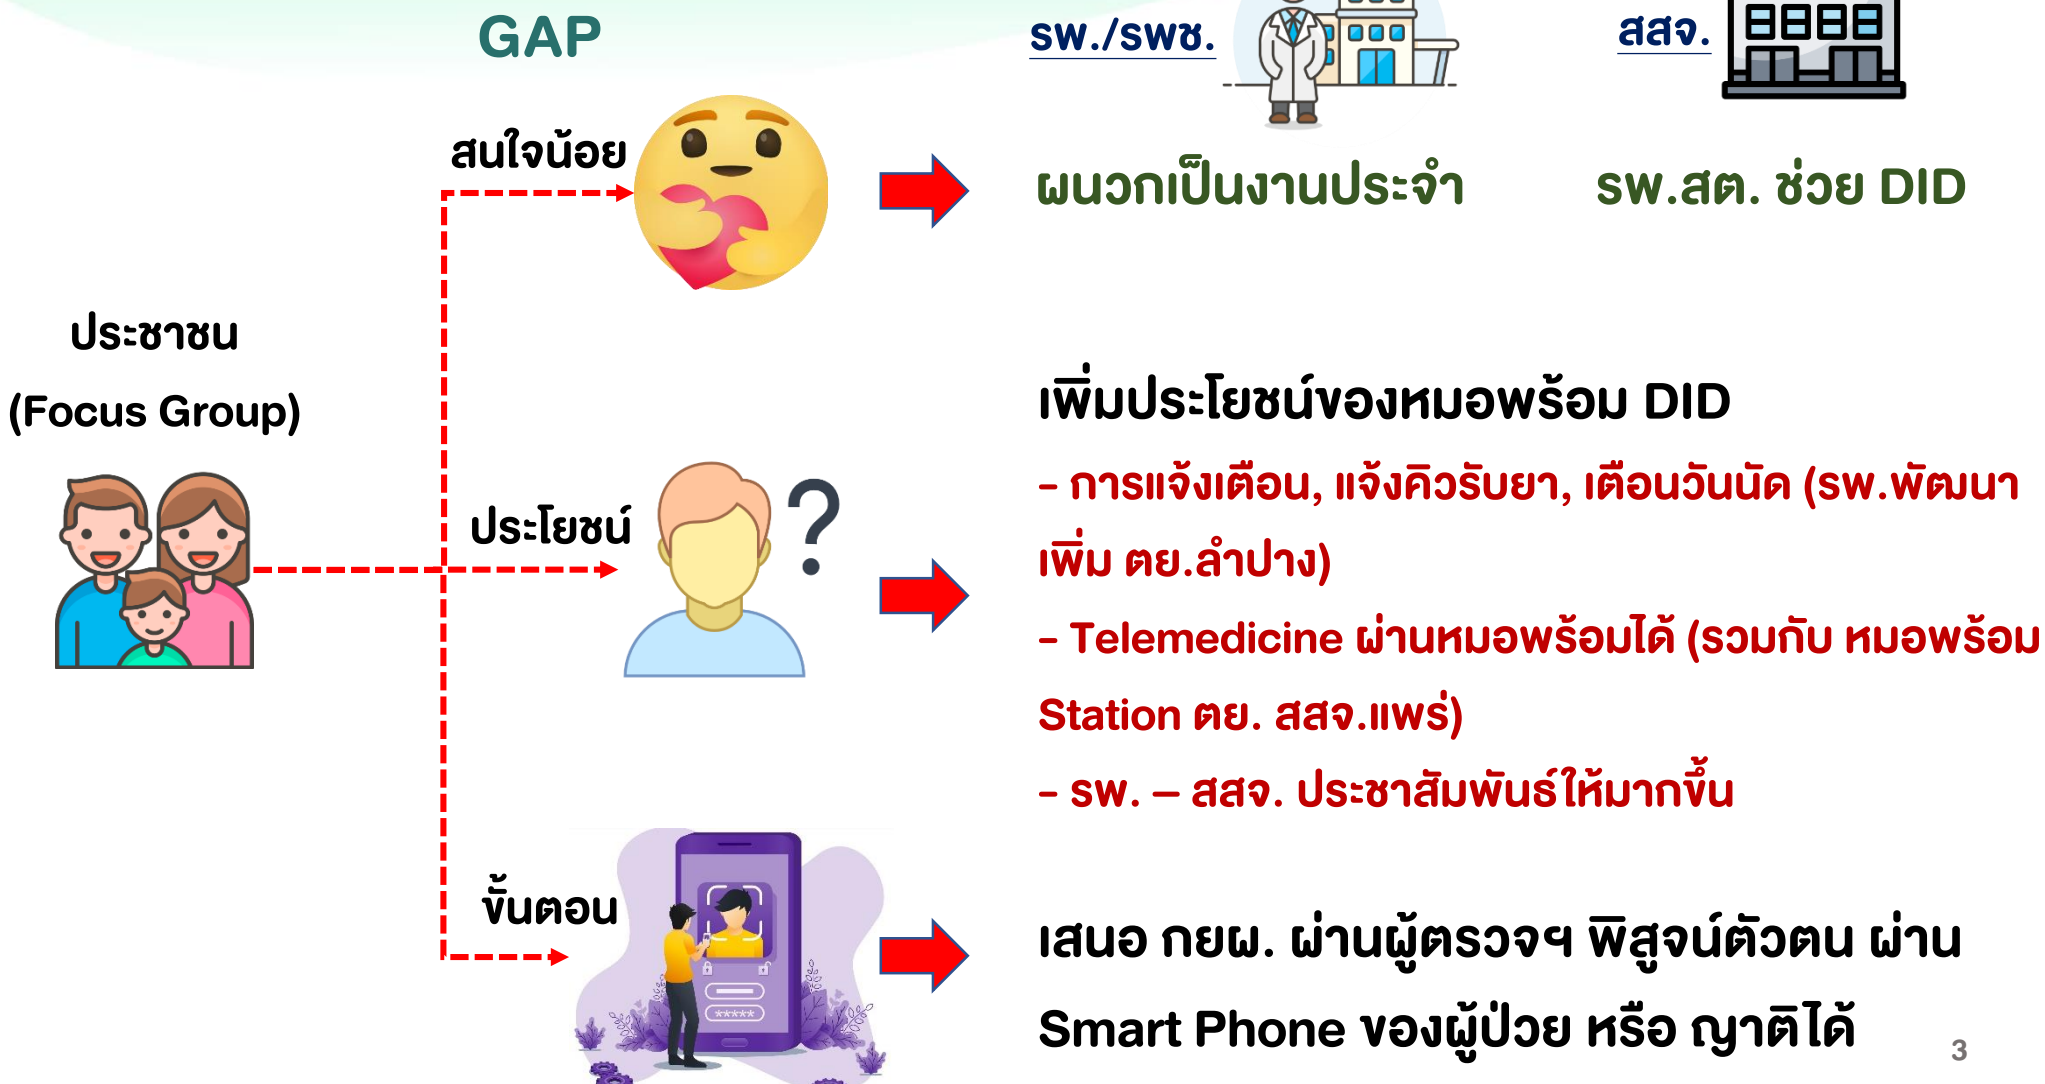 GAP
รพ./รพช.
สสจ.
สนใจน้อย
ผนวกเป็นงานประจำ
รพ.สต. ช่วย DID
ประชาชน
(Focus Group)
ประโยชน์
?
เพิ่มประโยชน์ของหมอพร้อม DID
- การแจ้งเตือน, แจ้งคิวรับยา, เตือนวันนัด (รพ.พัฒนา
เพิ่ม ตย.ลำปาง)
- Telemedicine ผ่านหมอพร้อมได้ (รวมกับ หมอพร้อม
Station ตย. สสจ.แพร่)
- รพ. – สสจ. ประชาสัมพันธ์ให้มากขึ้น
ขั้นตอน
*****
เสนอ กยผ. ผ่านผู้ตรวจฯ พิสูจน์ตัวตน ผ่าน
Smart Phone ของผู้ป่วย หรือ ญาติได้
3